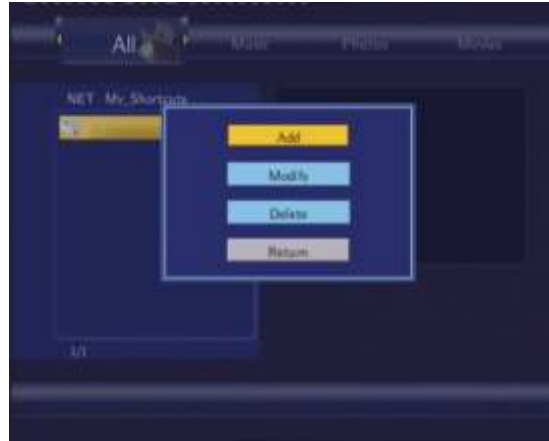 All Music Photos Movies
NET My_Shortcuts
Add
Modify
Delete
Return
1/1